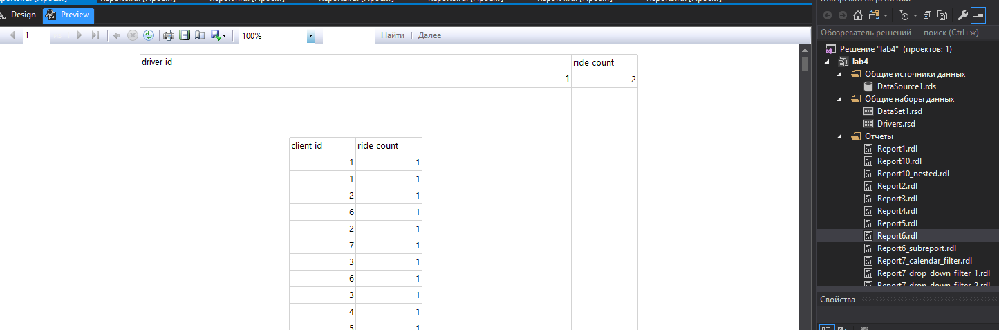 Обозреватель решений
Design
Preview
1
100%
Найти | Далее
Обозреватель решений — поиск (Ctrl+ж)
driver id ride count
1 2
client id ride count
1 1
1 1
2 1
6 1
2 1
7 1
3 1
6 1
3 1
4 1
5 1
Решение "lab4" (проектов: 1)
lab4
Общие источники данных
DataSource1.rds
Общие наборы данных
DataSet1.rsd
Drivers.rsd
Отчеты
Report1.rdl
Report10.rdl
Report10_nested.rdl
Report2.rdl
Report3.rdl
Report4.rdl
Report5.rdl
Report6.rdl
Report6_subreport.rdl
Report7_calendar_filter.rdl
Report7_drop_down_filter_1.rdl
Report7_drop_down_filter_2.rdl
Свойства